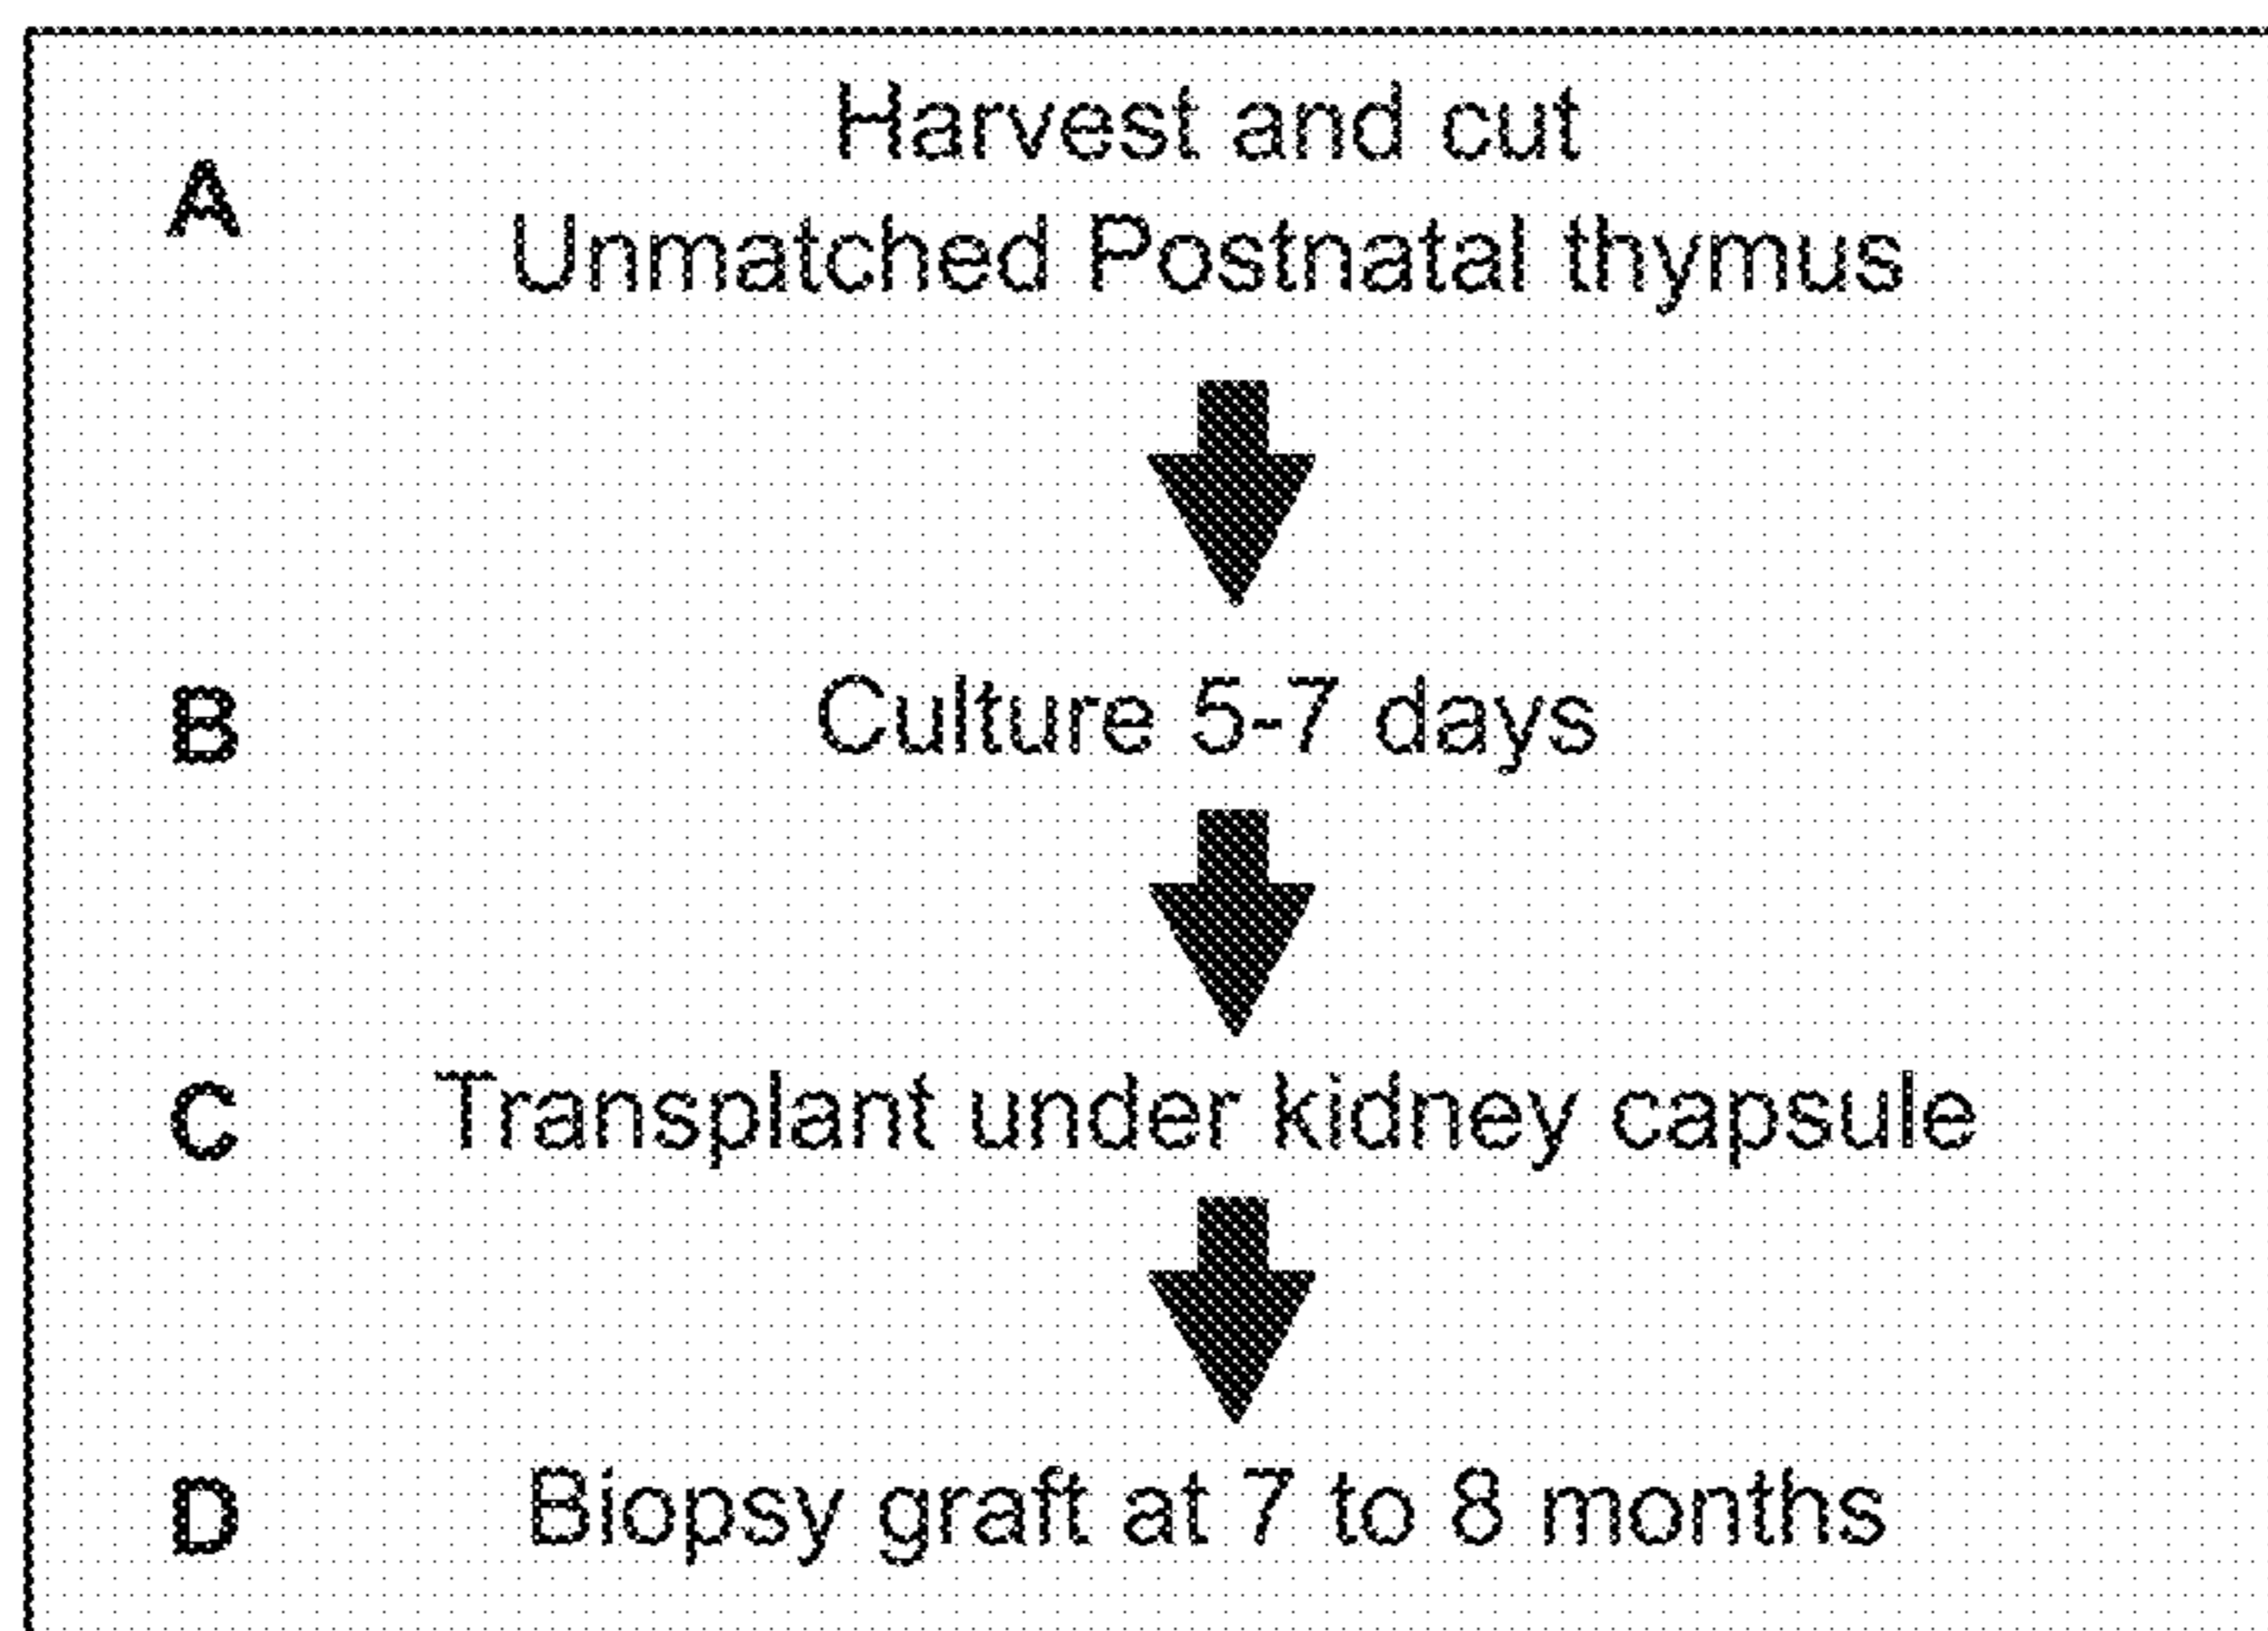 A Harvest and cut
Unmatched Postnatal thymus
B Culture 5-7 days
C Transplant under kidney capsule
D Biopsy graft at 7 to 8 months